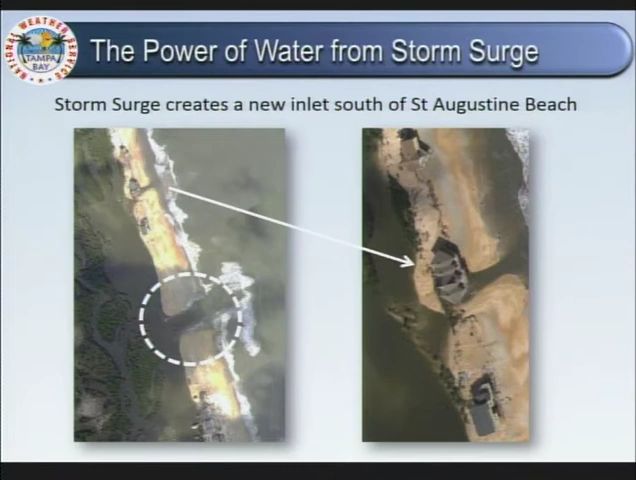 NATIONAL WEATHER SERVICE
TAMPA BAY
The Power of Water from Storm Surge
Storm Surge creates a new inlet south of St Augustine Beach